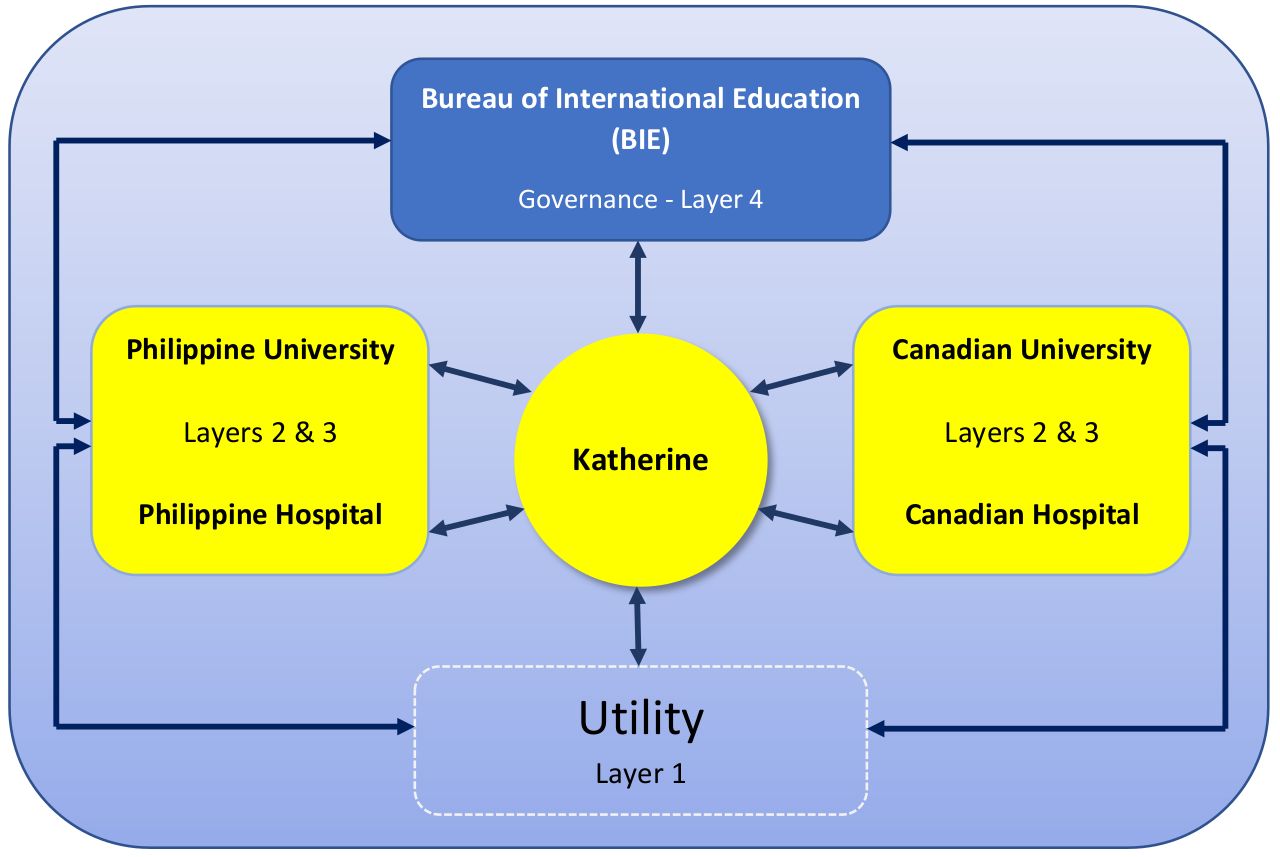 Bureau of International Education
(BIE)
Governance - Layer 4
Philippine University
Layers 2 & 3
Philippine Hospital
Katherine
Canadian University
Layers 2 & 3
Canadian Hospital
Utility
Layer 1